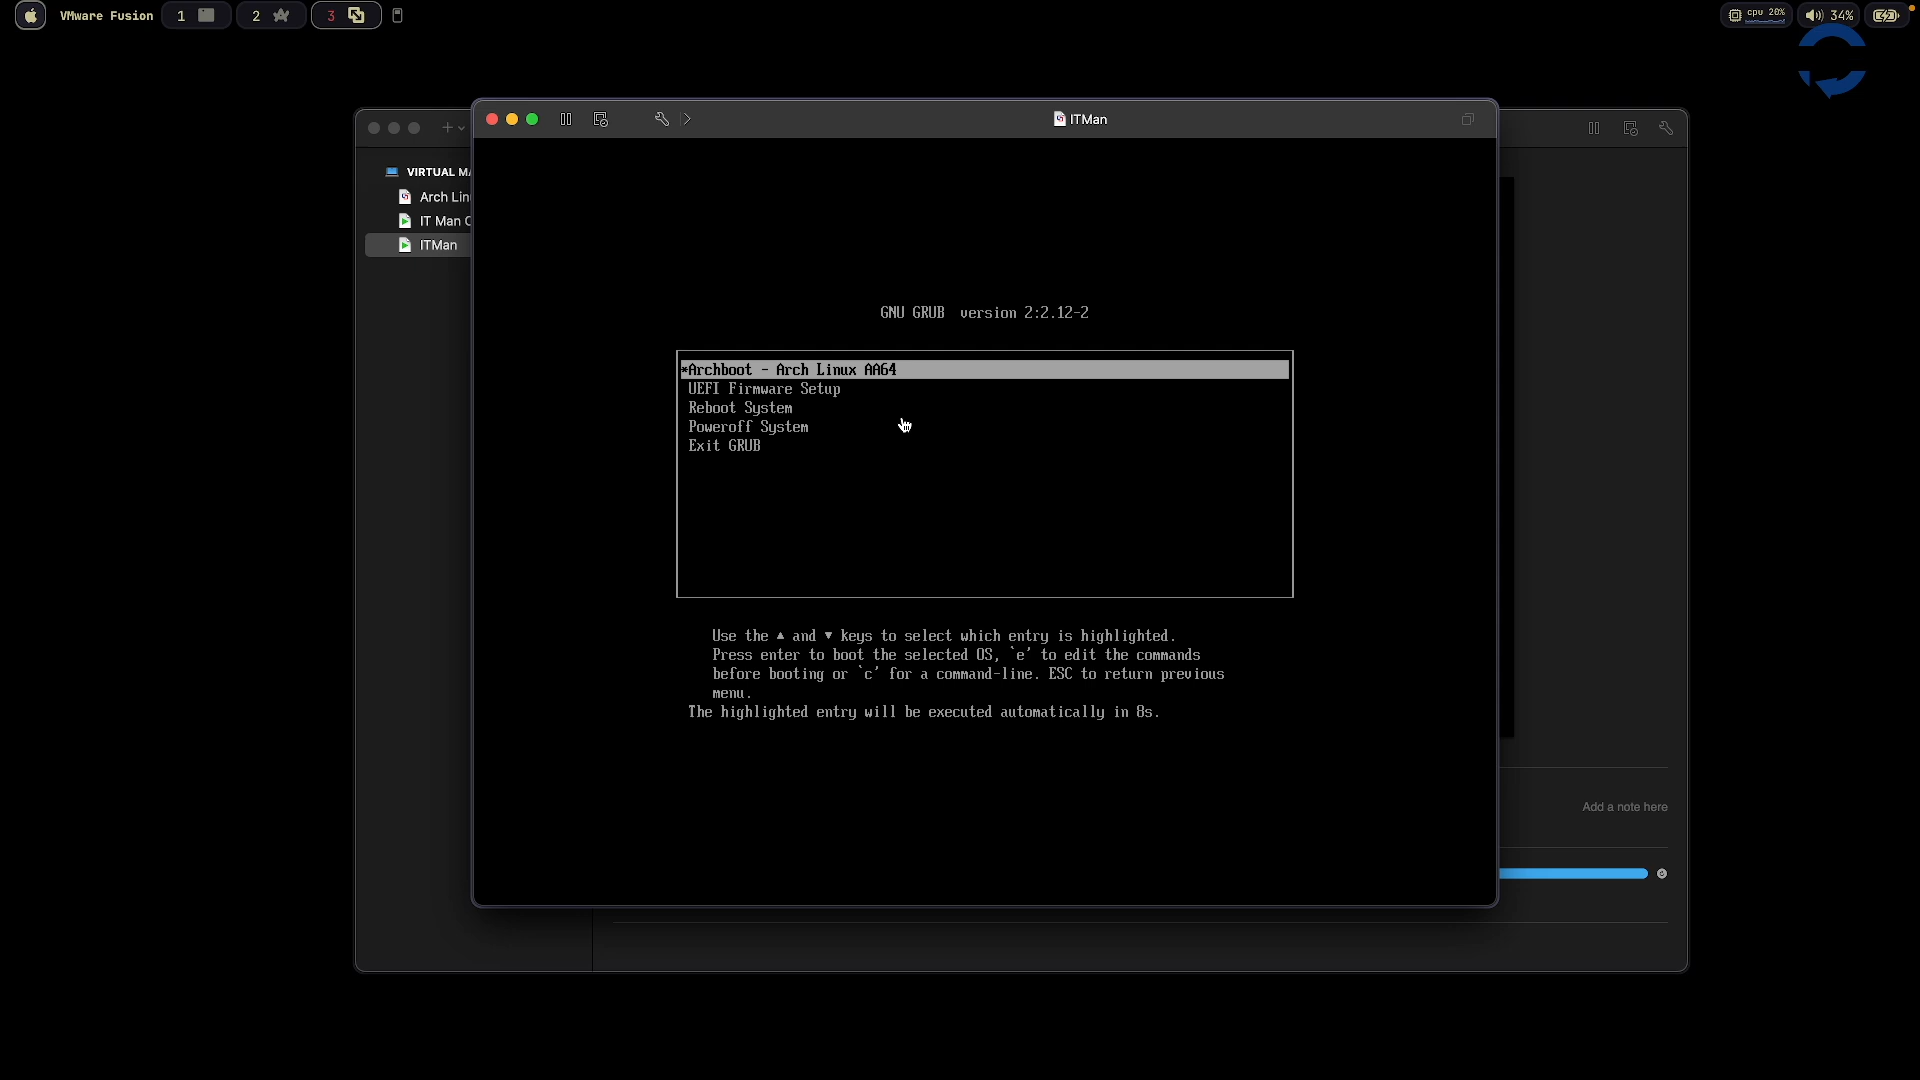 VMware Fusion 1 2 3 cpu 20% 34%
ITMan
VIRTUAL MA
Arch Lin
IT Man C
ITMan
GNU GRUB version 2:2.12-2
*Archboot - Arch Linux AA64
UEFI Firmware Setup
Reboot System
Poweroff System
Exit GRUB
Use the ▲ and ▼ keys to select which entry is highlighted.
Press enter to boot the selected OS, `e' to edit the commands
before booting or `c' for a command-line. ESC to return previous
menu.
The highlighted entry will be executed automatically in 8s.
Add a note here